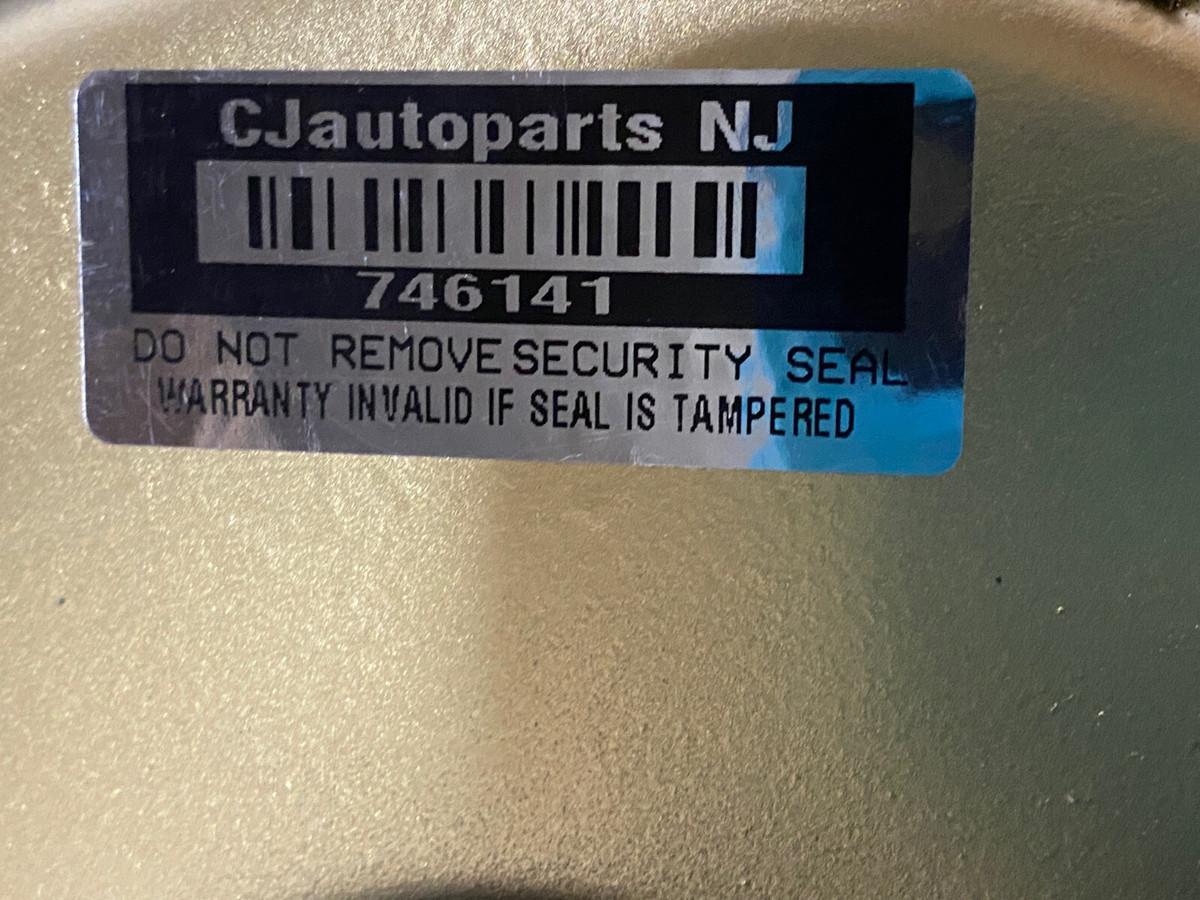 CJautoparts NJ
746141
DO NOT REMOVE SECURITY SEAL
WARRANTY INVALID IF SEAL IS TAMPERED